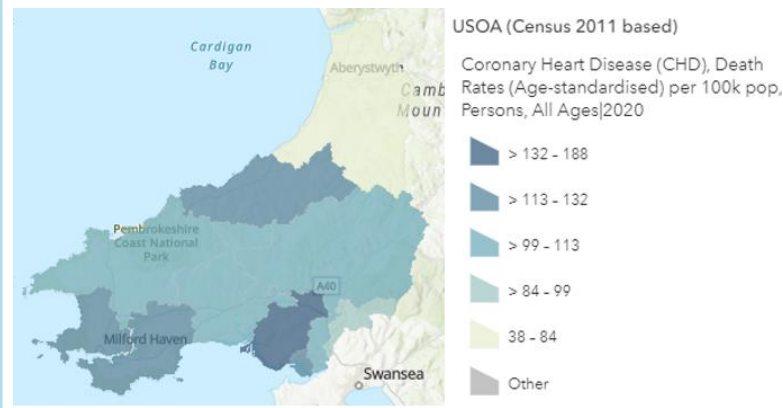 Cardigan
Bay
Aberystwyth
Camb
Moun
Pembrokeshire
Coast National
Park
A40
Milford Haven
Swansea
USOA (Census 2011 based)
Coronary Heart Disease (CHD), Death
Rates (Age-standardised) per 100k pop,
Persons, All Ages|2020
> 132 - 188
> 113 - 132
> 99 - 113
> 84 - 99
38 - 84
Other